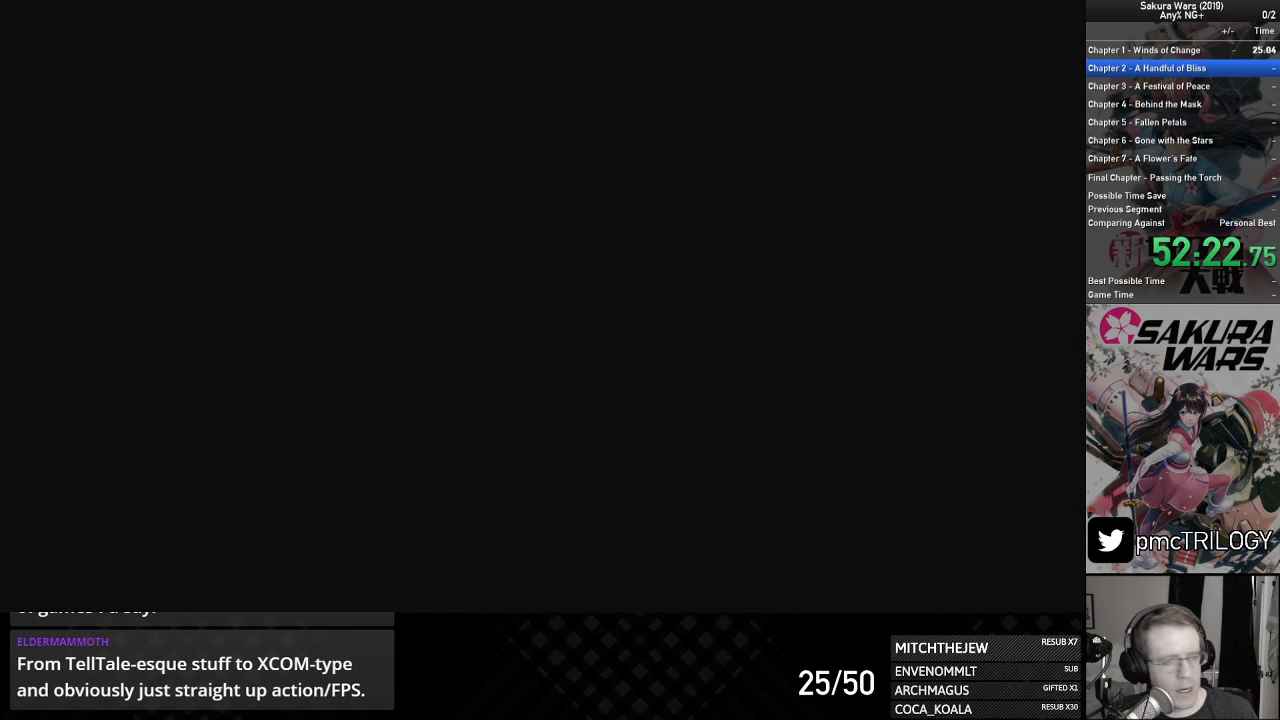 Sakura Wars (2019)
Any% NG+ 0/2
+/- Time
Chapter 1 - Winds of Change - 25.04
Chapter 2 - A Handful of Bliss -
Chapter 3 - A Festival of Peace -
Chapter 4 - Behind the Mask -
Chapter 5 - Fallen Petals -
Chapter 6 - Gone with the Stars -
Chapter 7 - A Flower's Fate -
Final Chapter - Passing the Torch -
Possible Time Save -
Previous Segment -
Comparing Against Personal Best
52:22.75
Best Possible Time -
Game Time -
SAKURA
WARS
pmcTRILOGY
ELDERMAMMOTH
From TellTale-esque stuff to XCOM-type
and obviously just straight up action/FPS.
25/50
MITCHTHEJEW RESUB X7
ENVENOMMLT SUB
ARCHMAGUS GIFTED X1
COCA_KOALA RESUB X30